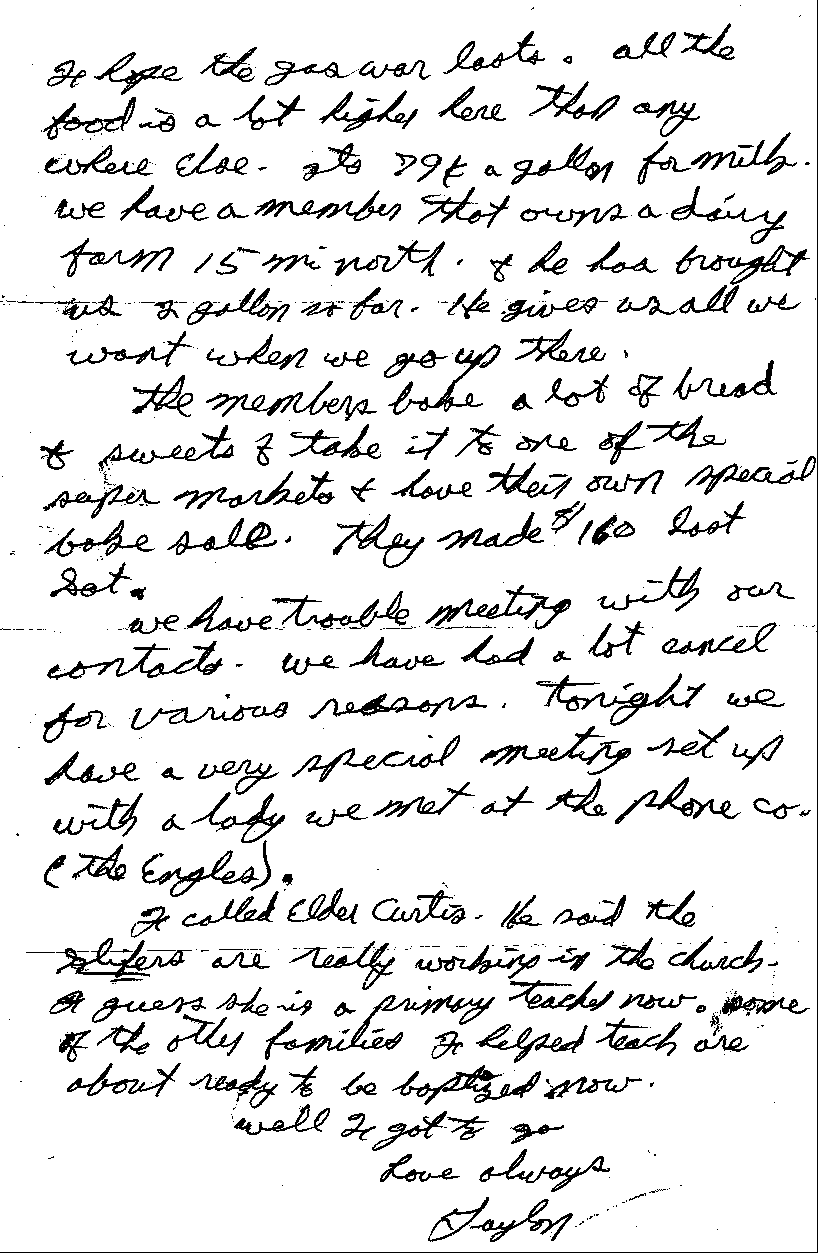 I hope the gas war lasts. all the
food is a lot higher here than any
where else. its 79¢ a gallon for milk.
we have a member that owns a dairy
farm 15 mi north. & he has brought
us 2 gallon so far. He gives us all we
want when we go up there.
The members bake a lot of bread
& sweets & take it to one of the
super markets & have their own special
bake sale. They made $160 last
Sat.
we have trouble meeting with our
contacts. we have had a lot cancel
for various reasons. Tonight we
have a very special meeting set up
with a lady we met at the phone co.
(the Engles).
I called Elder Curtis. He said the
Slifers are really working in the church.
I guess she is a primary teacher now. some
of the other families I helped teach are
about ready to be baptized now.
well I got to go
Love always
Taylor